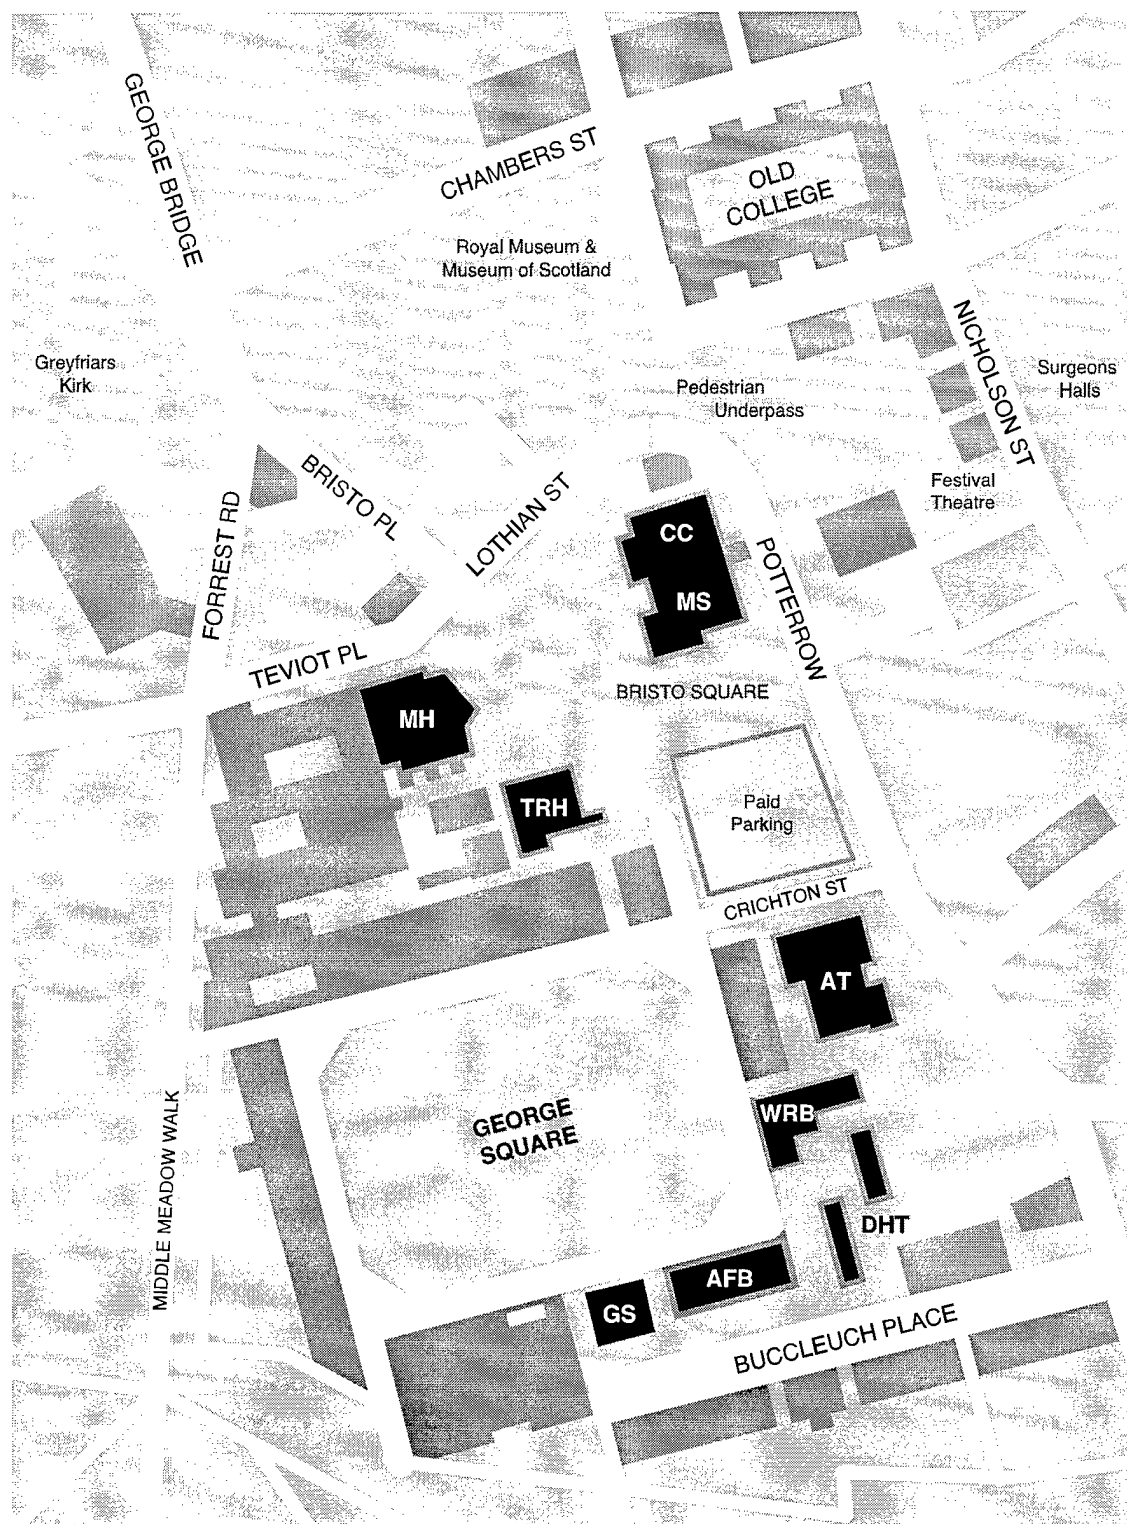 GEORGE BRIDGE
CHAMBERS ST
OLD
COLLEGE
Royal Museum &
Museum of Scotland
NICHOLSON ST
Greyfriars
Kirk
Surgeons
Halls
Pedestrian
Underpass
BRISTO PL
LOTHIAN ST
FORREST RD
Festival
Theatre
CC
MS
POTTERROW
TEVIOT PL
BRISTO SQUARE
MH
TRH
Paid
Parking
CRICHTON ST
AT
GEORGE
SQUARE
WRB
MIDDLE MEADOW WALK
DHT
AFB
GS
BUCCLEUCH PLACE